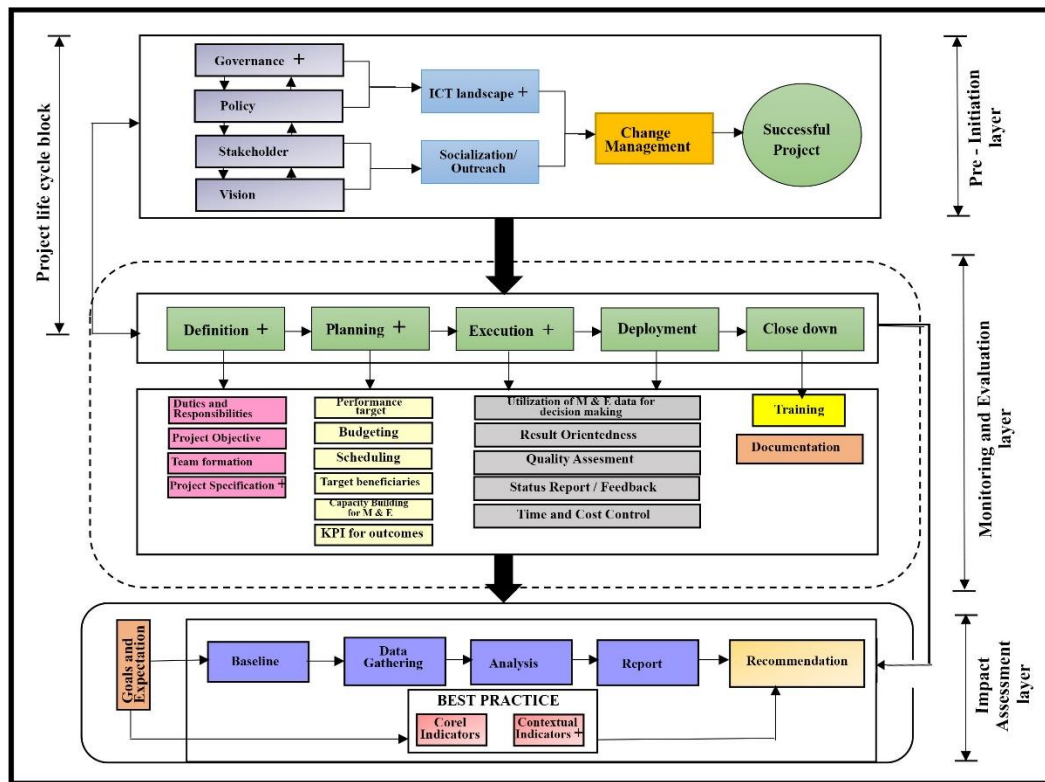 Project life cycle block
Governance +
Policy
Stakeholder
Vision
ICT landscape +
Socialization/
Outreach
Change
Management
Successful
Project
Pre - Initiation
layer
Definition +
Planning +
Execution +
Deployment
Close down
Duties and
Responsibilities
Project Objective
Team formation
Project Specification +
Performance
target
Budgeting
Scheduling
Target beneficiaries
Capacity Building
for M & E
KPI for outcomes
Utilization of M & E data for
decision making
Result Orientedness
Quality Assesment
Status Report / Feedback
Time and Cost Control
Training
Documentation
Monitoring and Evaluation
layer
Goals and
Expectation
Baseline
Data
Gathering
Analysis
Report
Recommendation
BEST PRACTICE
Corel
Indicators
Contextual
Indicators +
Impact
Assessment
layer